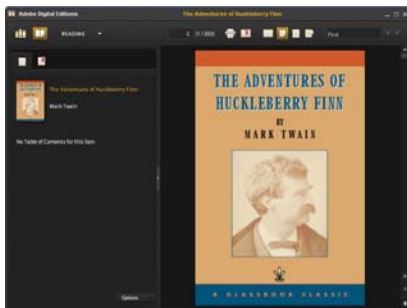 Adobe Digital Editions
The Adventures of Huckleberry Finn
READING
First
The Adventures of Huckleberry Finn
Mark Twain
No Table of Contents for this item
Options
THE ADVENTURES OF
HUCKLEBERRY FINN
BY
MARK TWAIN
A GLASSBOOK CLASSIC